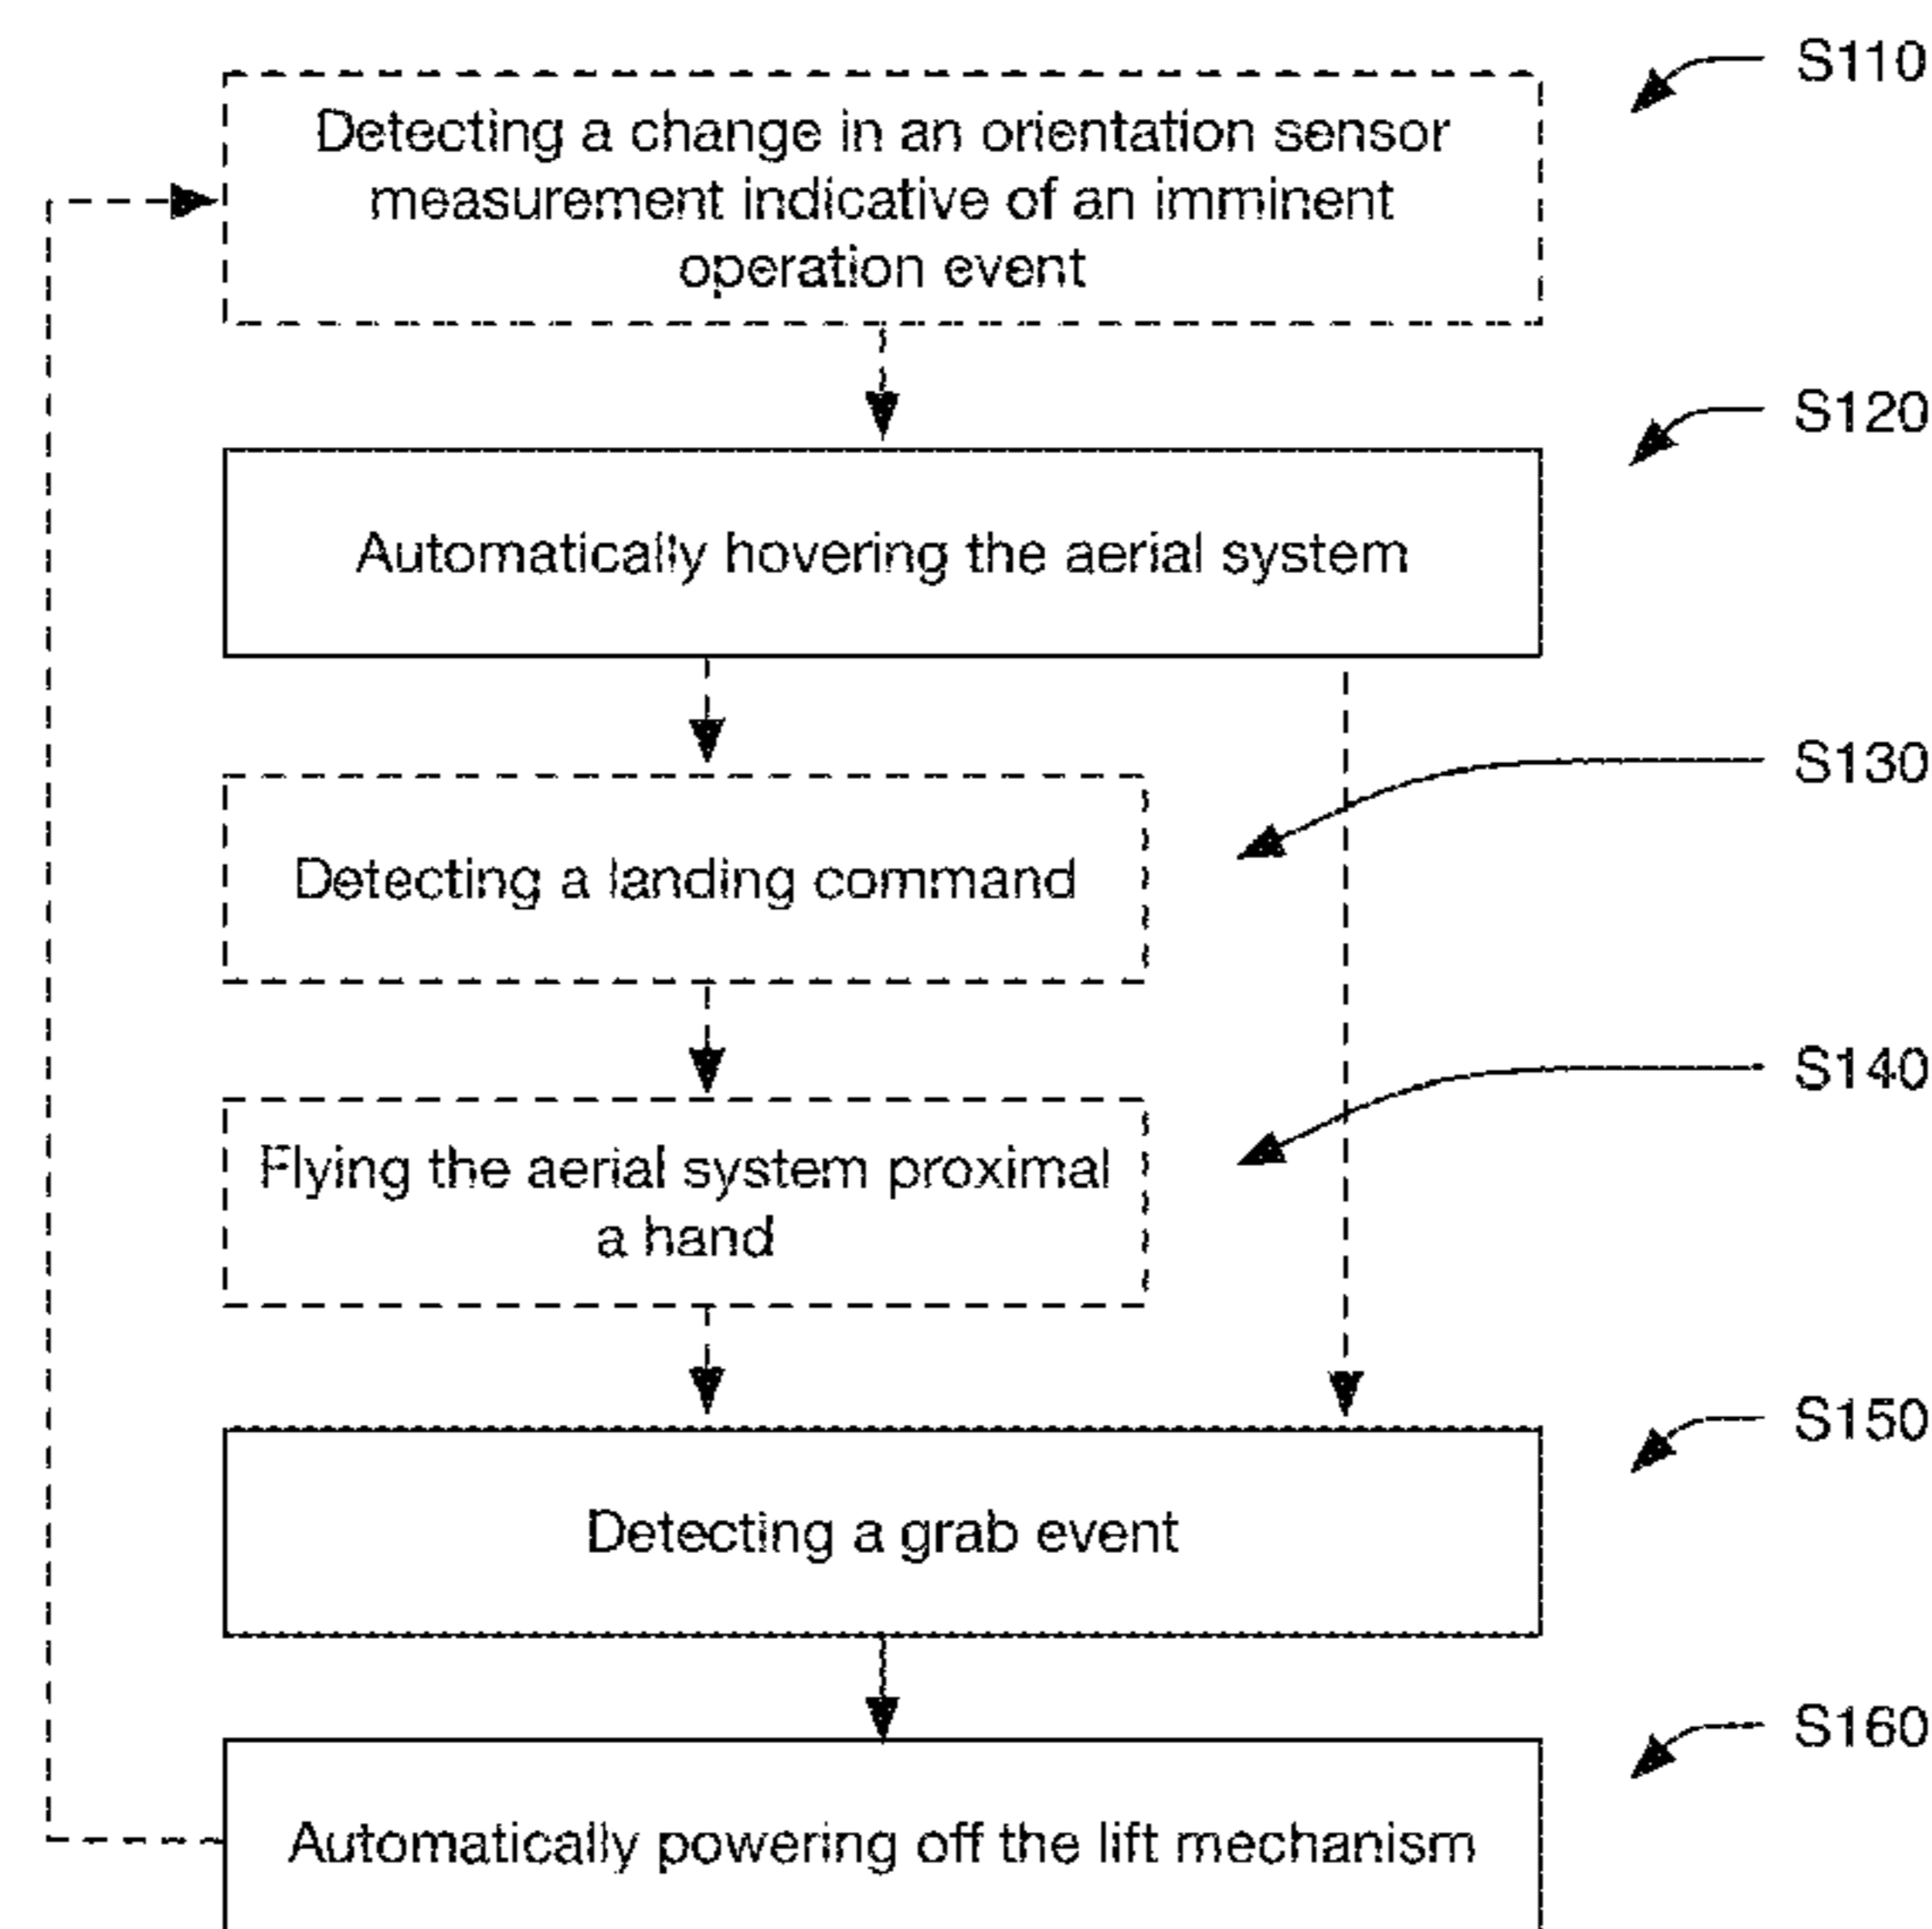 S110
Detecting a change in an orientation sensor
measurement indicative of an imminent
operation event
S120
Automatically hovering the aerial system
S130
Detecting a landing command
S140
Flying the aerial system proximal
a hand
S150
Detecting a grab event
S160
Automatically powering off the lift mechanism